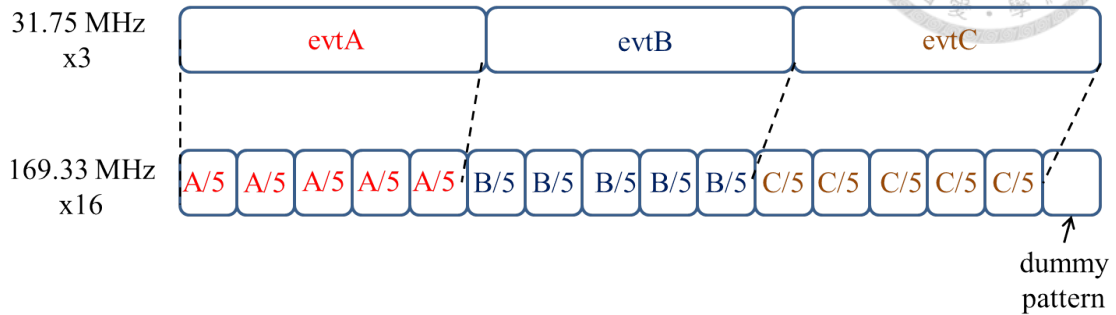 31.75 MHz
x3
evtA evtB evtC
169.33 MHz
x16
A/5 A/5 A/5 A/5 A/5 B/5 B/5 B/5 B/5 B/5 C/5 C/5 C/5 C/5 C/5
dummy
pattern